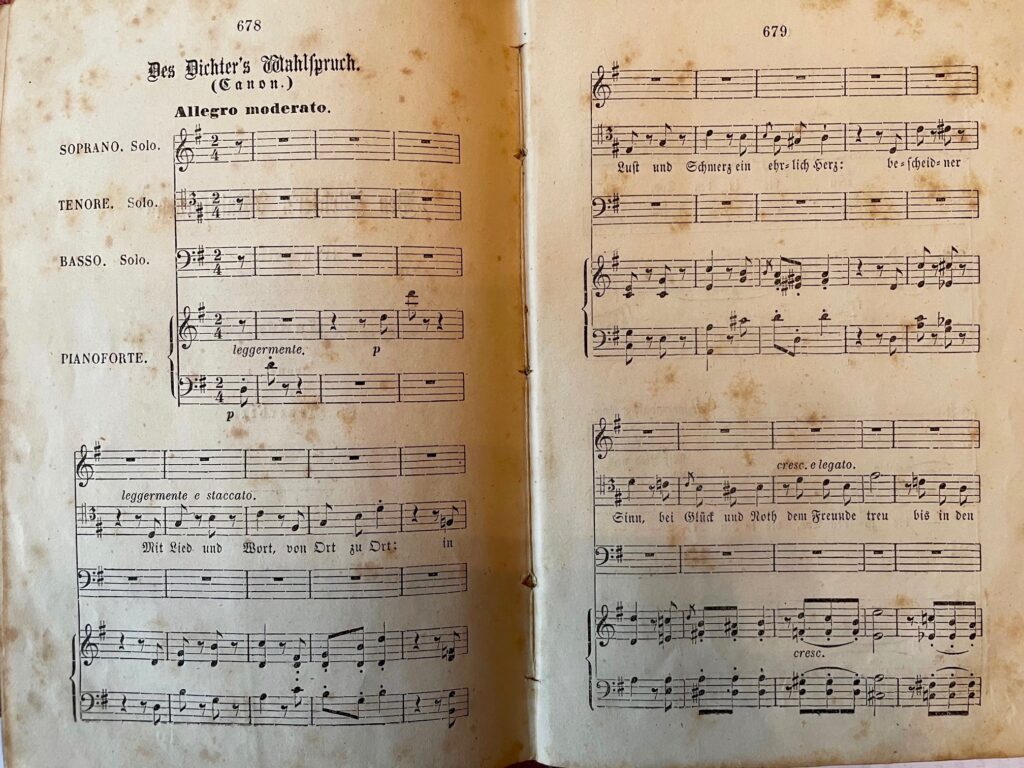 678
Des Dichter's Wahlspruch.
(Canon.)
Allegro moderato.
SOPRANO. Solo.
TENORE. Solo.
BASSO. Solo.
PIANOFORTE.
leggermente.
p
p
leggermente e staccato.
Mit Lied und Wort, von Ort zu Ort: in
679
Lust und Schmerz ein ehr-lich Herz: be-scheid-ner
cresc. e legato.
Sinn, bei Glück und Noth dem Freunde treu bis in den
cresc.